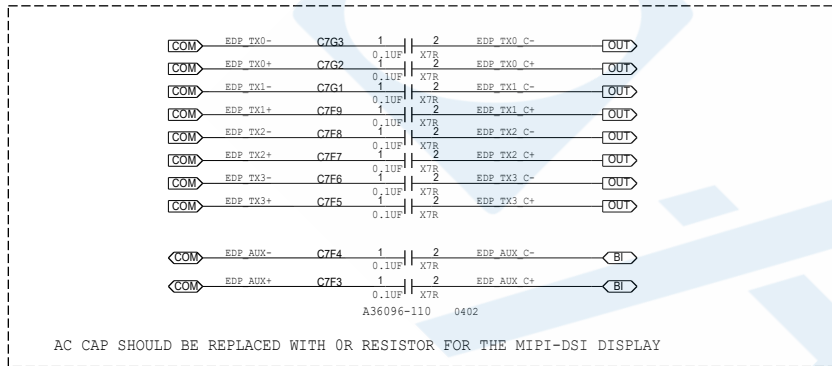 COM EDP_TX0- C7G3 1 2 EDP_TX0_C- OUT
0.1UF X7R
COM EDP_TX0+ C7G2 1 2 EDP_TX0_C+ OUT
0.1UF X7R
COM EDP_TX1- C7G1 1 2 EDP_TX1_C- OUT
0.1UF X7R
COM EDP_TX1+ C7F9 1 2 EDP_TX1_C+ OUT
0.1UF X7R
COM EDP_TX2- C7F8 1 2 EDP_TX2_C- OUT
0.1UF X7R
COM EDP_TX2+ C7F7 1 2 EDP_TX2_C+ OUT
0.1UF X7R
COM EDP_TX3- C7F6 1 2 EDP_TX3_C- OUT
0.1UF X7R
COM EDP_TX3+ C7F5 1 2 EDP_TX3_C+ OUT
0.1UF X7R
COM EDP_AUX- C7F4 1 2 EDP_AUX_C- BI
0.1UF X7R
COM EDP_AUX+ C7F3 1 2 EDP_AUX_C+ BI
0.1UF X7R
A36096-110 0402
AC CAP SHOULD BE REPLACED WITH 0R RESISTOR FOR THE MIPI-DSI DISPLAY